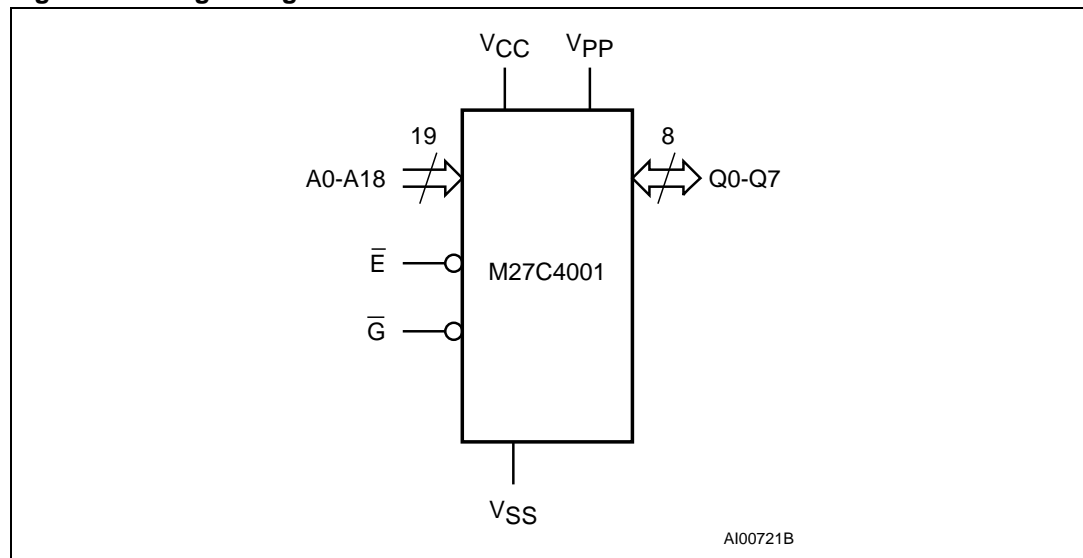 VCC VPP
19 8
A0-A18 Q0-Q7
E̅ M27C4001
G̅
VSS
AI00721B